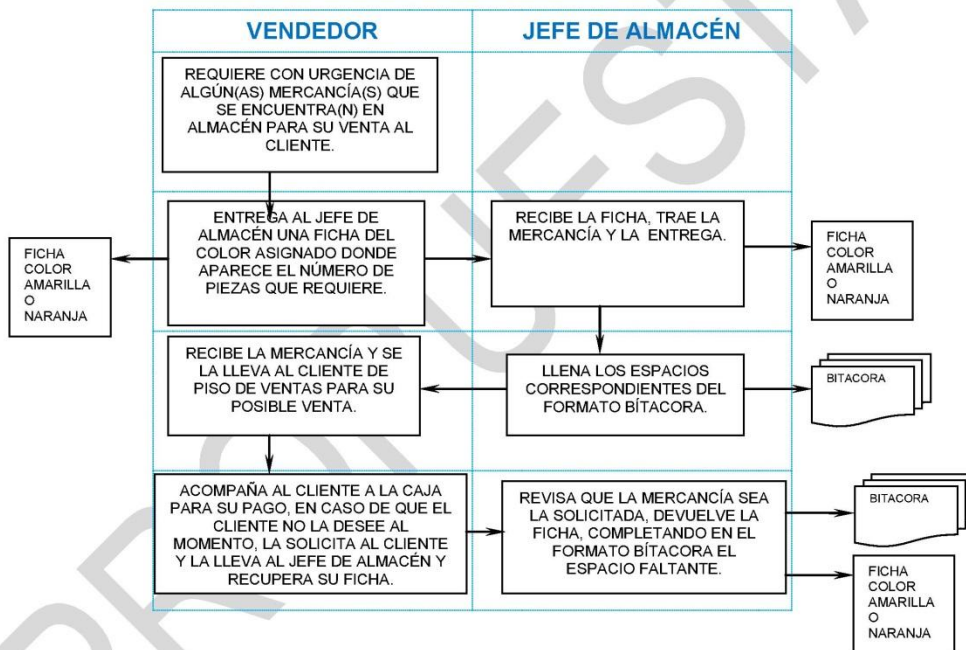 VENDEDOR
JEFE DE ALMACÉN
REQUIERE CON URGENCIA DE
ALGÚN(AS) MERCANCÍA(S) QUE
SE ENCUENTRA(N) EN
ALMACÉN PARA SU VENTA AL
CLIENTE.
FICHA
COLOR
AMARILLA
O
NARANJA
ENTREGA AL JEFE DE
ALMACÉN UNA FICHA DEL
COLOR ASIGNADO DONDE
APARECE EL NÚMERO DE
PIEZAS QUE REQUIERE.
RECIBE LA FICHA, TRAE LA
MERCANCÍA Y LA ENTREGA.
FICHA
COLOR
AMARILLA
O
NARANJA
RECIBE LA MERCANCÍA Y SE
LA LLEVA AL CLIENTE DE
PISO DE VENTAS PARA SU
POSIBLE VENTA.
LLENA LOS ESPACIOS
CORRESPONDIENTES DEL
FORMATO BÍTACORA.
BITACORA
ACOMPAÑA AL CLIENTE A LA CAJA
PARA SU PAGO, EN CASO DE QUE EL
CLIENTE NO LA DESEE AL
MOMENTO, LA SOLICITA AL CLIENTE
Y LA LLEVA AL JEFE DE ALMACÉN Y
RECUPERA SU FICHA.
REVISA QUE LA MERCANCÍA SEA
LA SOLICITADA, DEVUELVE LA
FICHA, COMPLETANDO EN EL
FORMATO BÍTACORA EL
ESPACIO FALTANTE.
BITACORA
FICHA
COLOR
AMARILLA
O
NARANJA
PROPUESTA